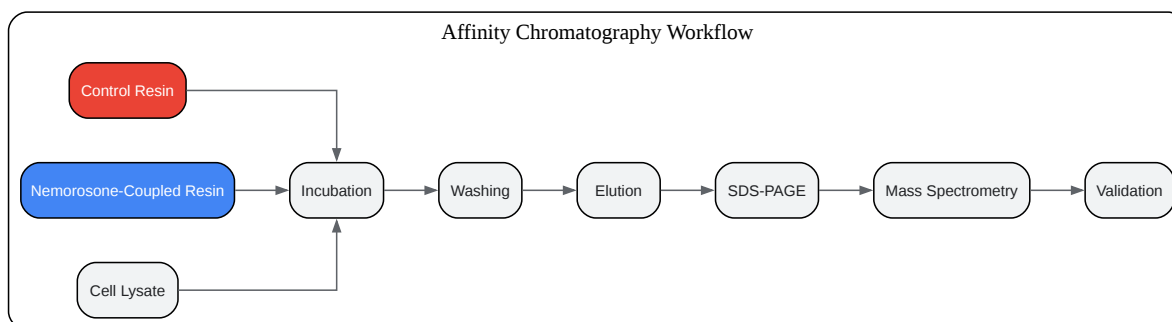 Affinity Chromatography Workflow
Control Resin
Nemorosone-Coupled Resin
Incubation
Washing
Elution
SDS-PAGE
Mass Spectrometry
Validation
Cell Lysate